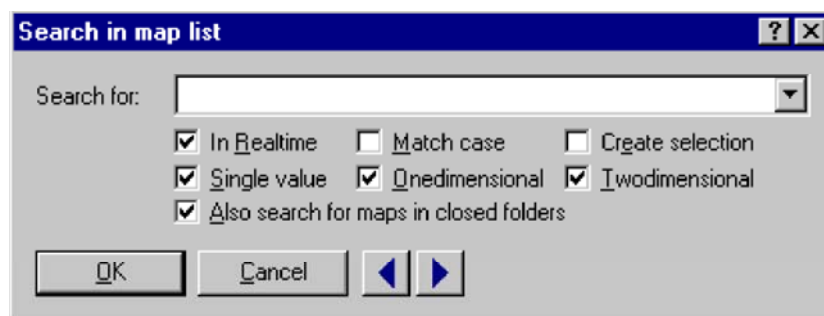 Search in map list
Search for:
In Realtime Match case Create selection
Single value Onedimensional Twodimensional
Also search for maps in closed folders
OK Cancel